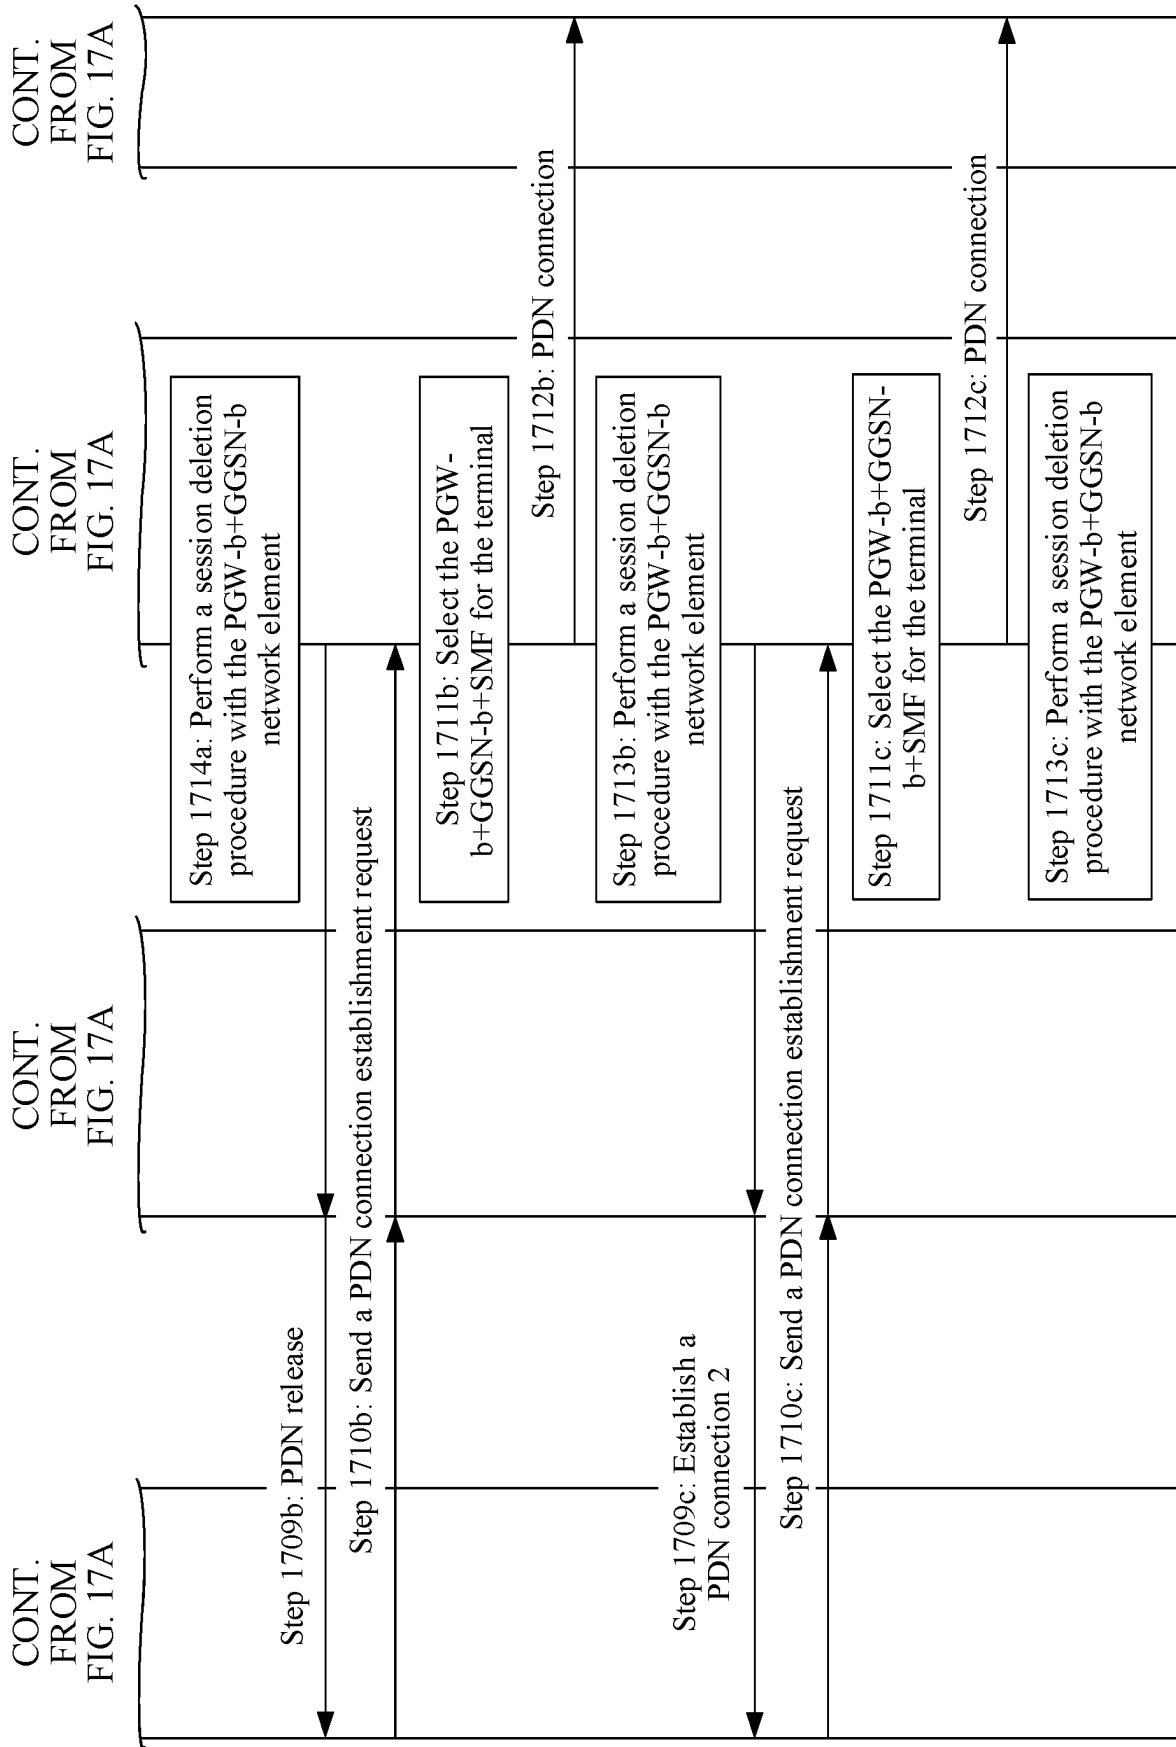 CONT.
FROM
FIG. 17A
CONT.
FROM
FIG. 17A
CONT.
FROM
FIG. 17A
CONT.
FROM
FIG. 17A
Step 1714a: Perform a session deletion
procedure with the PGW-b+GGSN-b
network element
Step 1709b: PDN release
Step 1710b: Send a PDN connection establishment request
Step 1711b: Select the PGW-
b+GGSN-b+SMF for the terminal
Step 1712b: PDN connection
Step 1713b: Perform a session deletion
procedure with the PGW-b+GGSN-b
network element
Step 1709c: Establish a
PDN connection 2
Step 1710c: Send a PDN connection establishment request
Step 1711c: Select the PGW-b+GGSN-
b+SMF for the terminal
Step 1712c: PDN connection
Step 1713c: Perform a session deletion
procedure with the PGW-b+GGSN-b
network element